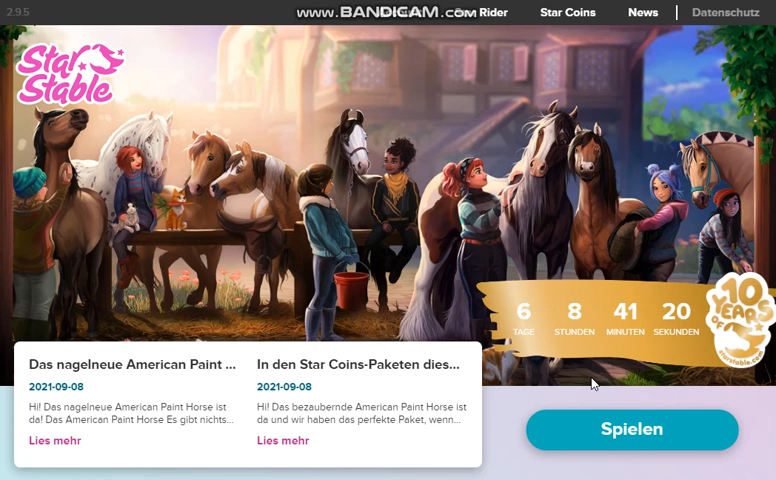 2.9.5
www.BANDICAM.com
Rider
Star Coins
News
Datenschutz
Star
Stable
6
8
41
20
TAGE
STUNDEN
MINUTEN
SEKUNDEN
10
YEARS
OF
starstable.com
Das nagelneue American Paint ...
2021-09-08
Hi! Das nagelneue American Paint Horse ist
da! Das American Paint Horse Es gibt nichts...
Lies mehr
In den Star Coins-Paketen dies...
2021-09-08
Hi! Das bezaubernde American Paint Horse ist
da und wir haben das perfekte Paket, wenn...
Lies mehr
Spielen